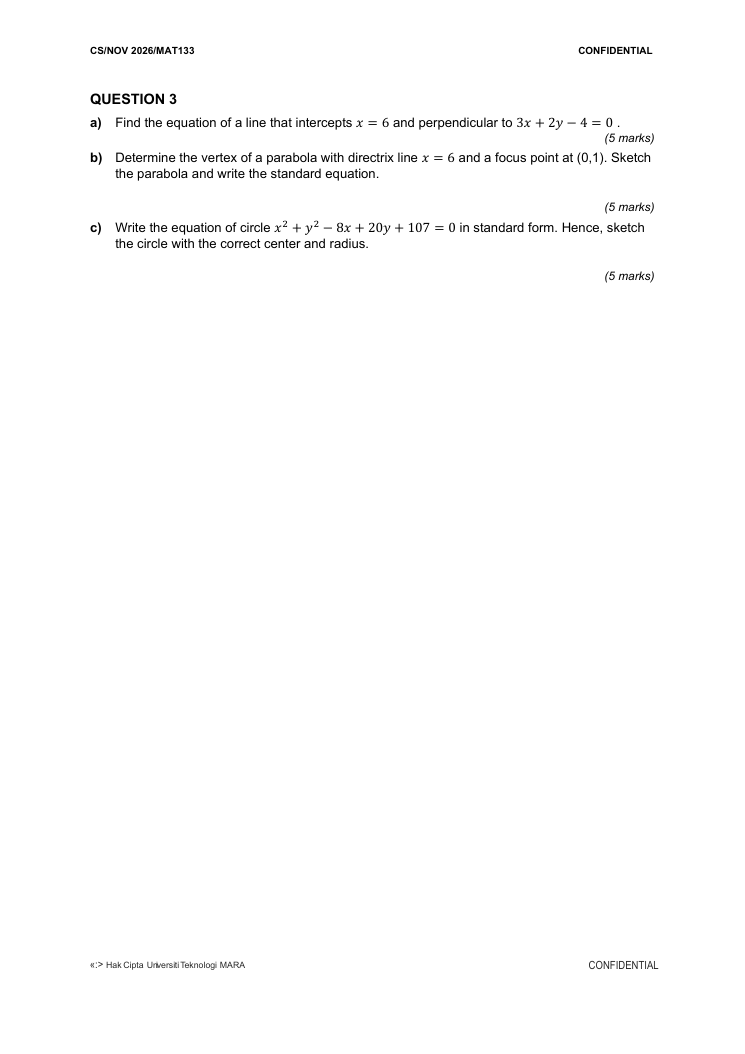 CS/NOV 2026/MAT133 CONFIDENTIAL
QUESTION 3
a) Find the equation of a line that intercepts 𝑥 = 6 and perpendicular to 3𝑥 + 2𝑦 − 4 = 0 .
(5 marks)
b) Determine the vertex of a parabola with directrix line 𝑥 = 6 and a focus point at (0,1). Sketch
the parabola and write the standard equation.
(5 marks)
c) Write the equation of circle 𝑥² + 𝑦² − 8𝑥 + 20𝑦 + 107 = 0 in standard form. Hence, sketch
the circle with the correct center and radius.
(5 marks)
«:> Hak Cipta Universiti Teknologi MARA CONFIDENTIAL